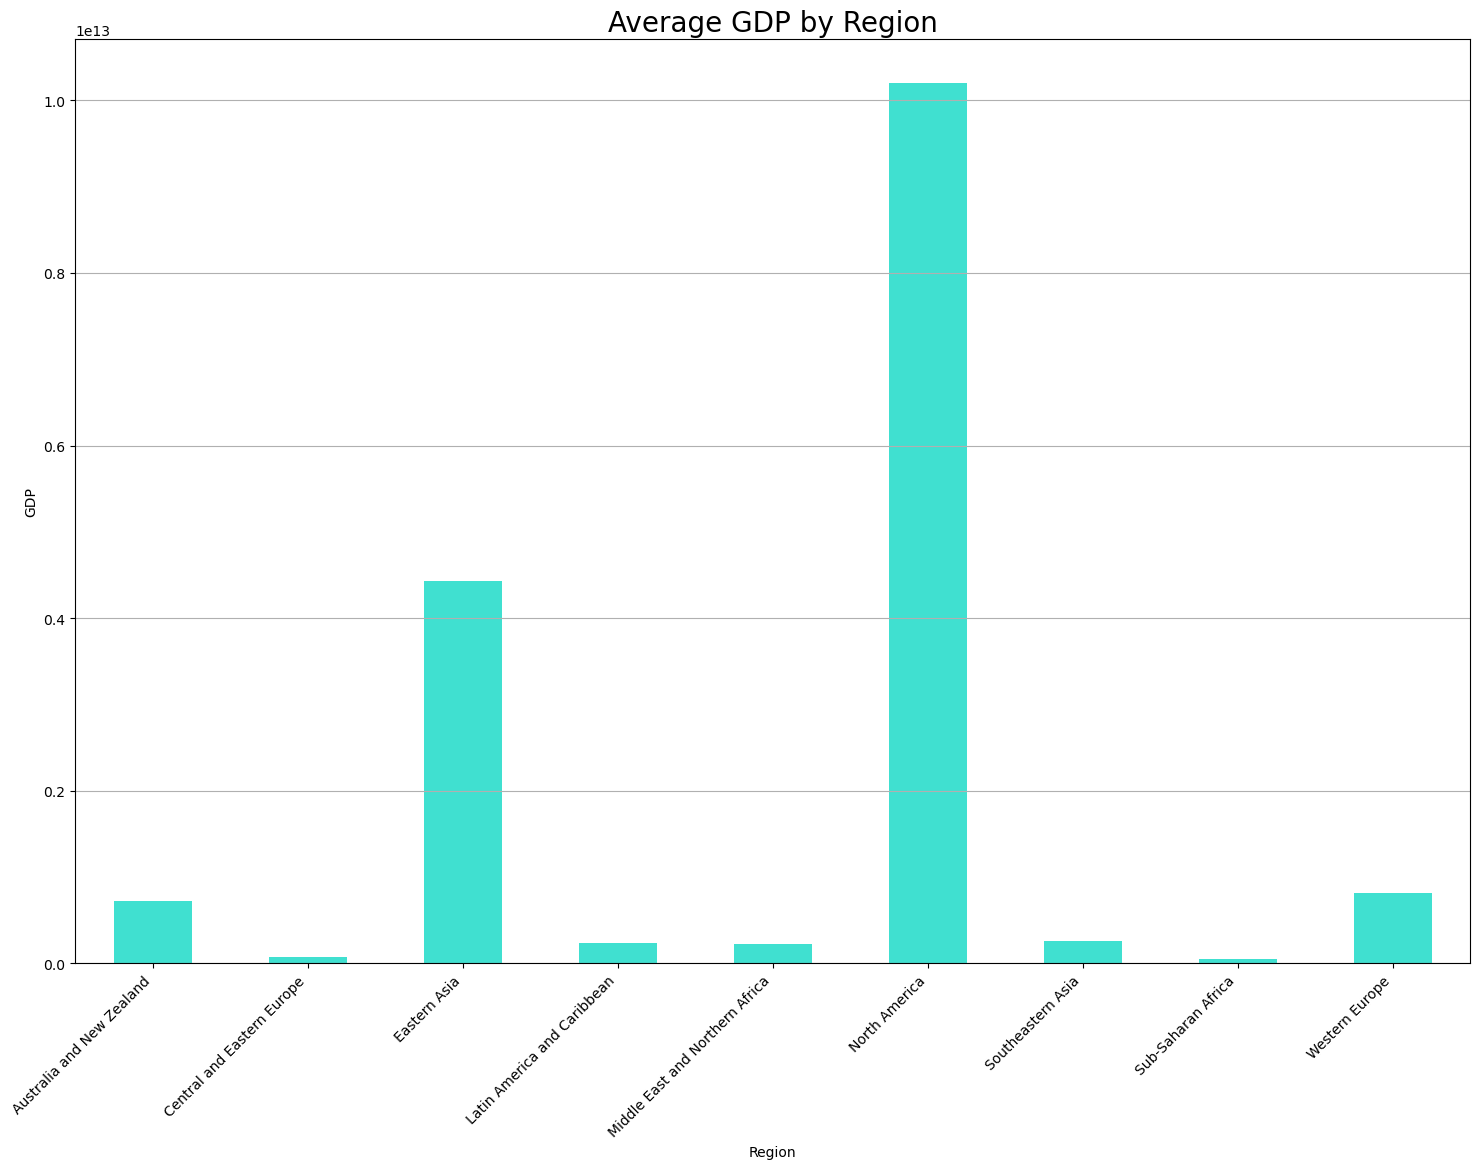 Average GDP by Region
1e13
1.0
0.8
0.6
0.4
0.2
0.0
GDP
Australia and New Zealand
Central and Eastern Europe
Eastern Asia
Latin America and Caribbean
Middle East and Northern Africa
North America
Southeastern Asia
Sub-Saharan Africa
Western Europe
Region